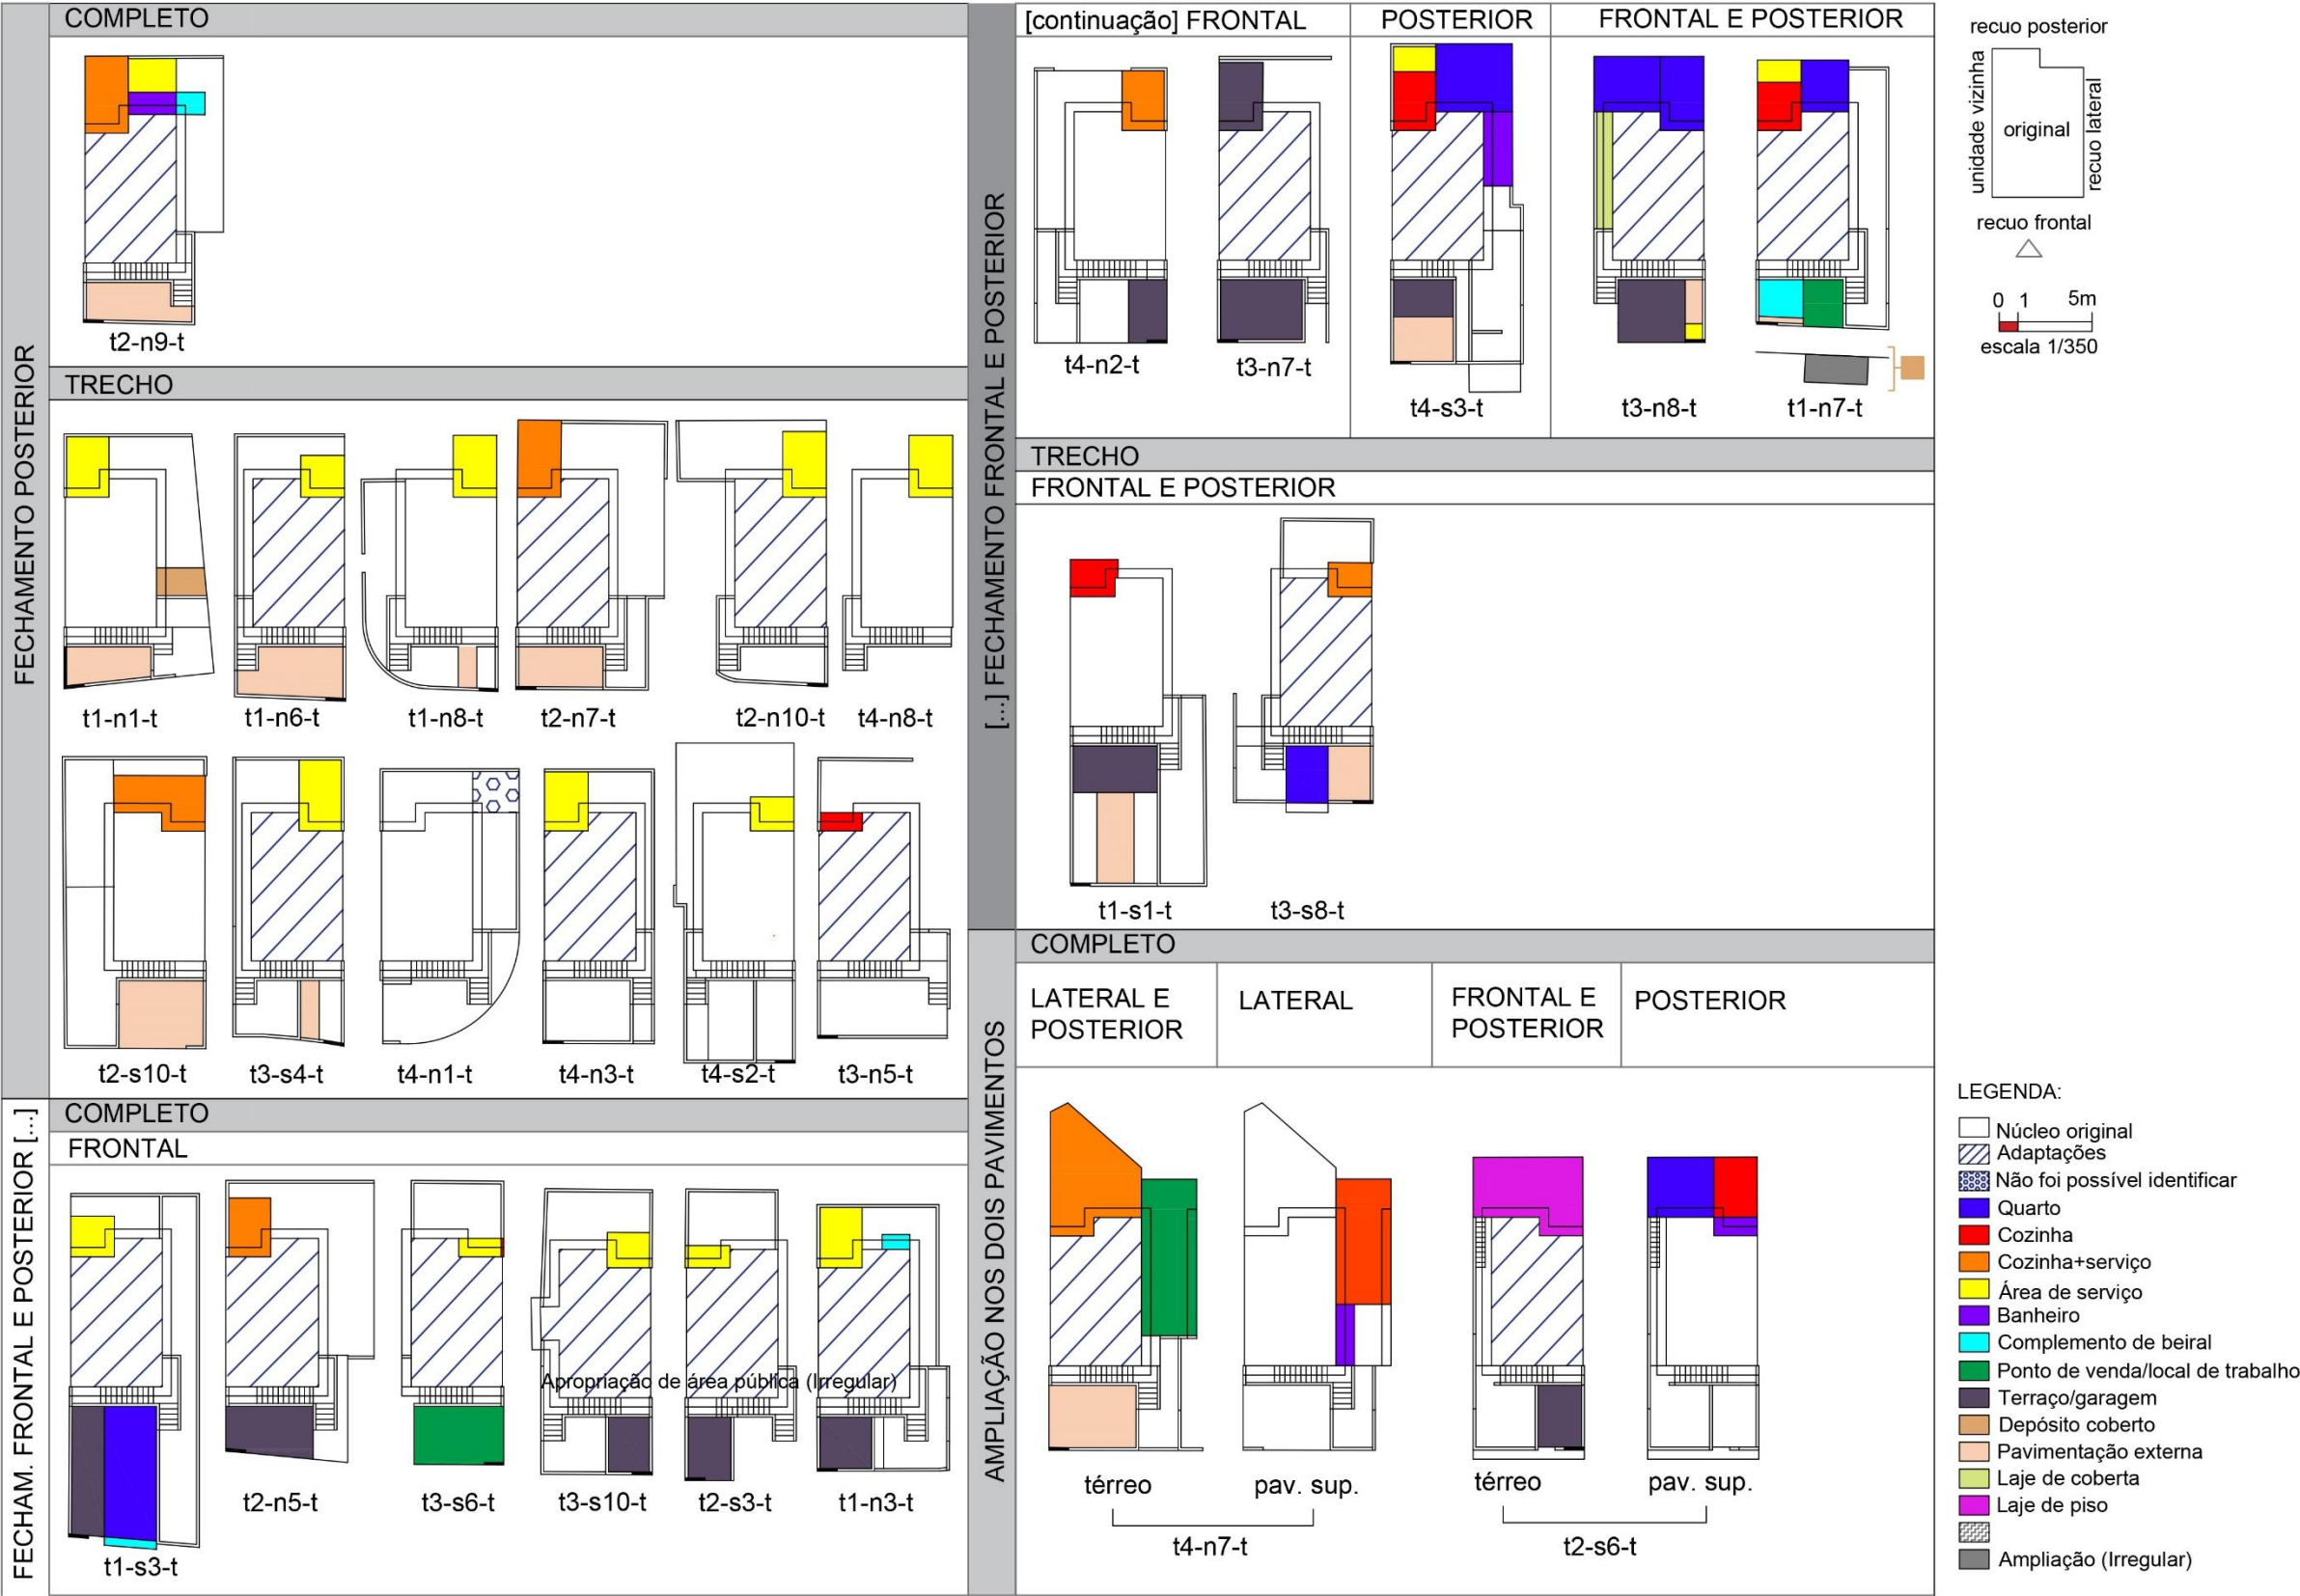 COMPLETO
FECHAMENTO POSTERIOR
t2-n9-t
TRECHO
t1-n1-t
t1-n6-t
t1-n8-t
t2-n7-t
t2-n10-t
t4-n8-t
t2-s10-t
t3-s4-t
t4-n1-t
t4-n3-t
t4-s2-t
t3-n5-t
FECHAM. FRONTAL E POSTERIOR [...]
COMPLETO
FRONTAL
Apropriação de área pública (Irregular)
t1-s3-t
t2-n5-t
t3-s6-t
t3-s10-t
t2-s3-t
t1-n3-t
[...] FECHAMENTO FRONTAL E POSTERIOR
[continuação] FRONTAL
POSTERIOR
FRONTAL E POSTERIOR
t4-n2-t
t3-n7-t
t4-s3-t
t3-n8-t
t1-n7-t
TRECHO
FRONTAL E POSTERIOR
t1-s1-t
t3-s8-t
AMPLIAÇÃO NOS DOIS PAVIMENTOS
COMPLETO
LATERAL E
POSTERIOR
LATERAL
FRONTAL E
POSTERIOR
POSTERIOR
térreo
pav. sup.
t4-n7-t
térreo
pav. sup.
t2-s6-t
recuo posterior
unidade vizinha
original
recuo lateral
recuo frontal
0 1 5m
escala 1/350
LEGENDA:
Núcleo original
Adaptações
Não foi possível identificar
Quarto
Cozinha
Cozinha+serviço
Área de serviço
Banheiro
Complemento de beiral
Ponto de venda/local de trabalho
Terraço/garagem
Depósito coberto
Pavimentação externa
Laje de coberta
Laje de piso
Ampliação (Irregular)